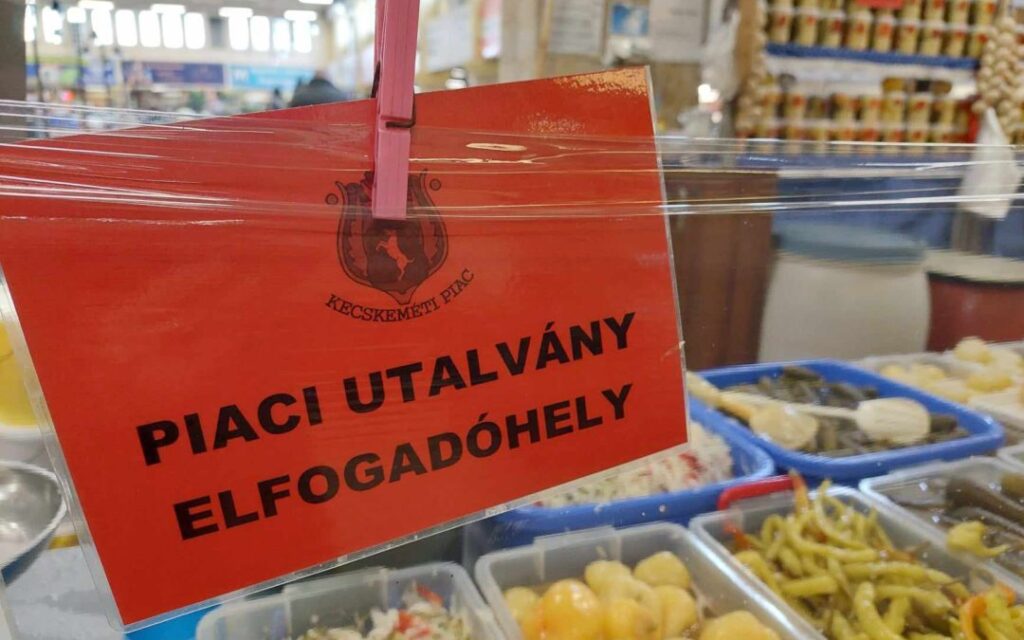 KECSKEMÉTI PIAC
PIACI UTALVÁNY
ELFOGADÓHELY